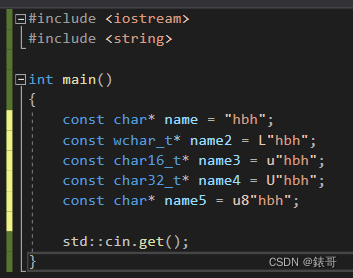 #include <iostream>
#include <string>
int main()
{
const char* name = "hbh";
const wchar_t* name2 = L"hbh";
const char16_t* name3 = u"hbh";
const char32_t* name4 = U"hbh";
const char* name5 = u8"hbh";
std::cin.get();
}
CSDN @錶哥